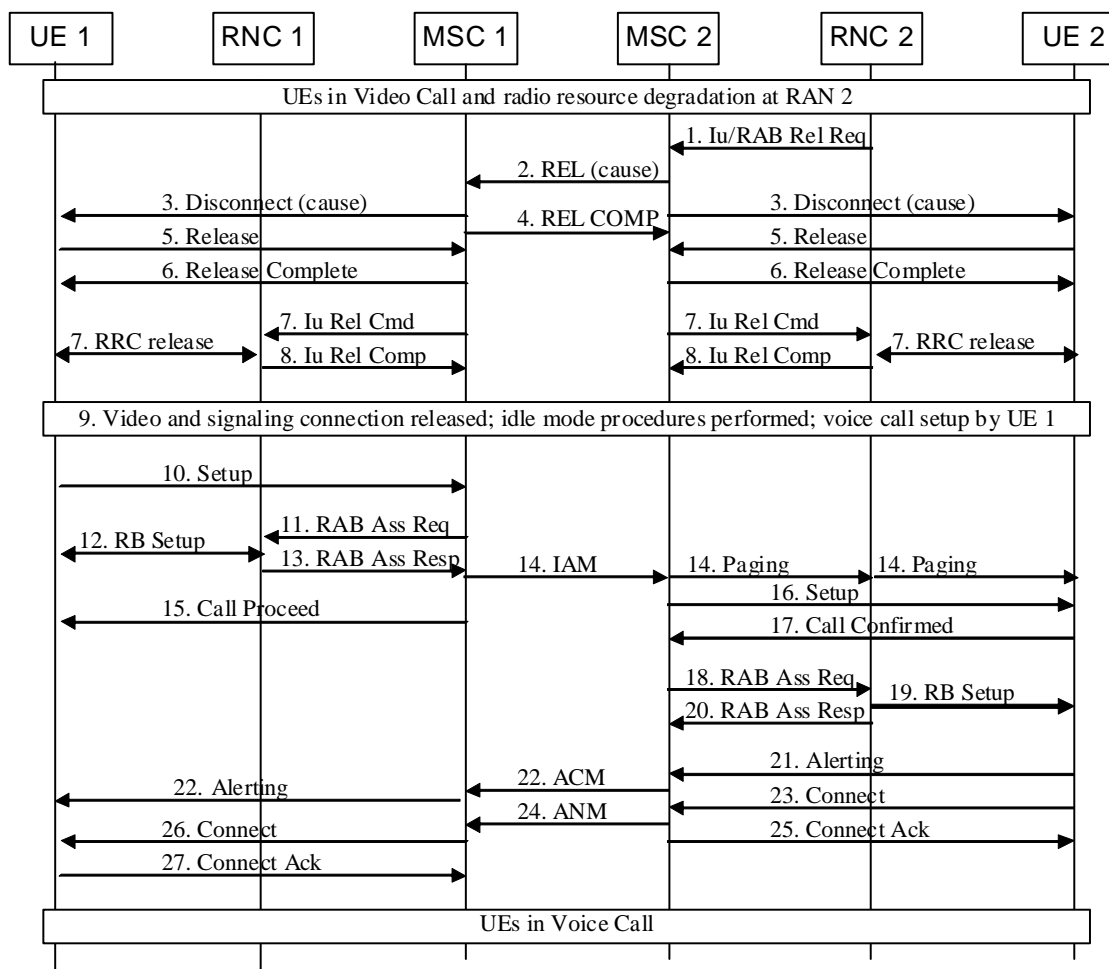 UE 1
RNC 1
MSC 1
MSC 2
RNC 2
UE 2
UEs in Video Call and radio resource degradation at RAN 2
1. Iu/RAB Rel Req
2. REL (cause)
3. Disconnect (cause)
4. REL COMP
3. Disconnect (cause)
5. Release
5. Release
6. Release Complete
6. Release Complete
7. Iu Rel Cmd
7. Iu Rel Cmd
7. RRC release
7. RRC release
8. Iu Rel Comp
8. Iu Rel Comp
9. Video and signaling connection released; idle mode procedures performed; voice call setup by UE 1
10. Setup
11. RAB Ass Req
12. RB Setup
13. RAB Ass Resp
14. IAM
14. Paging
14. Paging
15. Call Proceed
16. Setup
17. Call Confirmed
18. RAB Ass Req
19. RB Setup
20. RAB Ass Resp
21. Alerting
22. Alerting
22. ACM
23. Connect
24. ANM
26. Connect
25. Connect Ack
27. Connect Ack
UEs in Voice Call